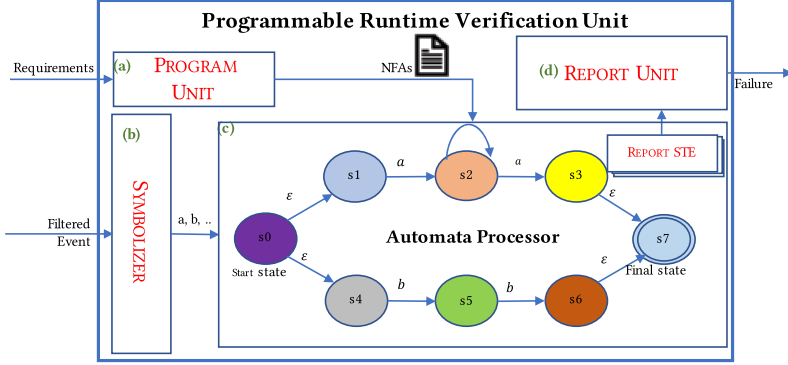 Programmable Runtime Verification Unit
Requirements
(a)
PROGRAM
UNIT
NFAs
(d)
REPORT UNIT
Failure
(b)
SYMBOLIZER
(c)
REPORT STE
Filtered
Event
a, b, ..
s0
Start state
ε
s1
a
s2
a
s3
ε
Automata Processor
s7
Final state
ε
s4
b
s5
b
s6
ε